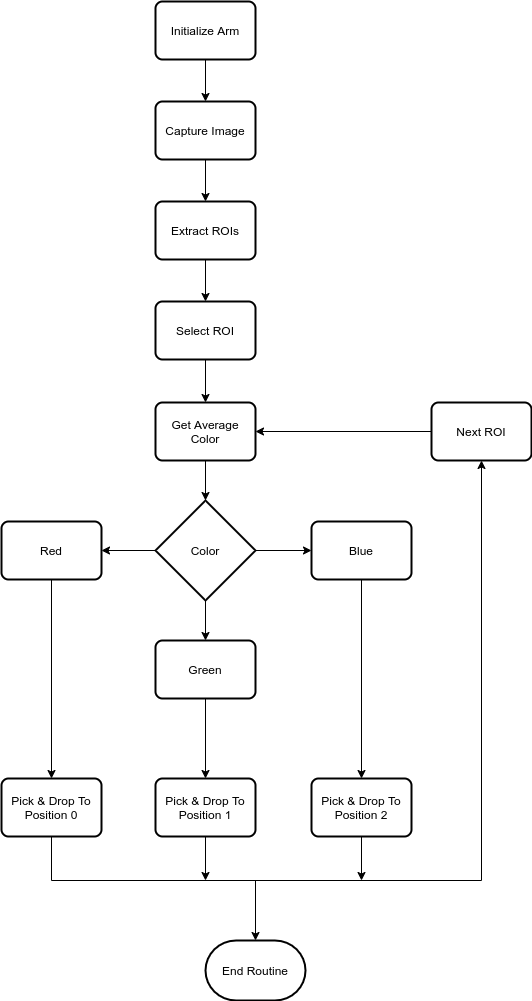 Initialize Arm
Capture Image
Extract ROIs
Select ROI
Get Average
Color
Next ROI
Red
Color
Blue
Green
Pick & Drop To
Position 0
Pick & Drop To
Position 1
Pick & Drop To
Position 2
End Routine